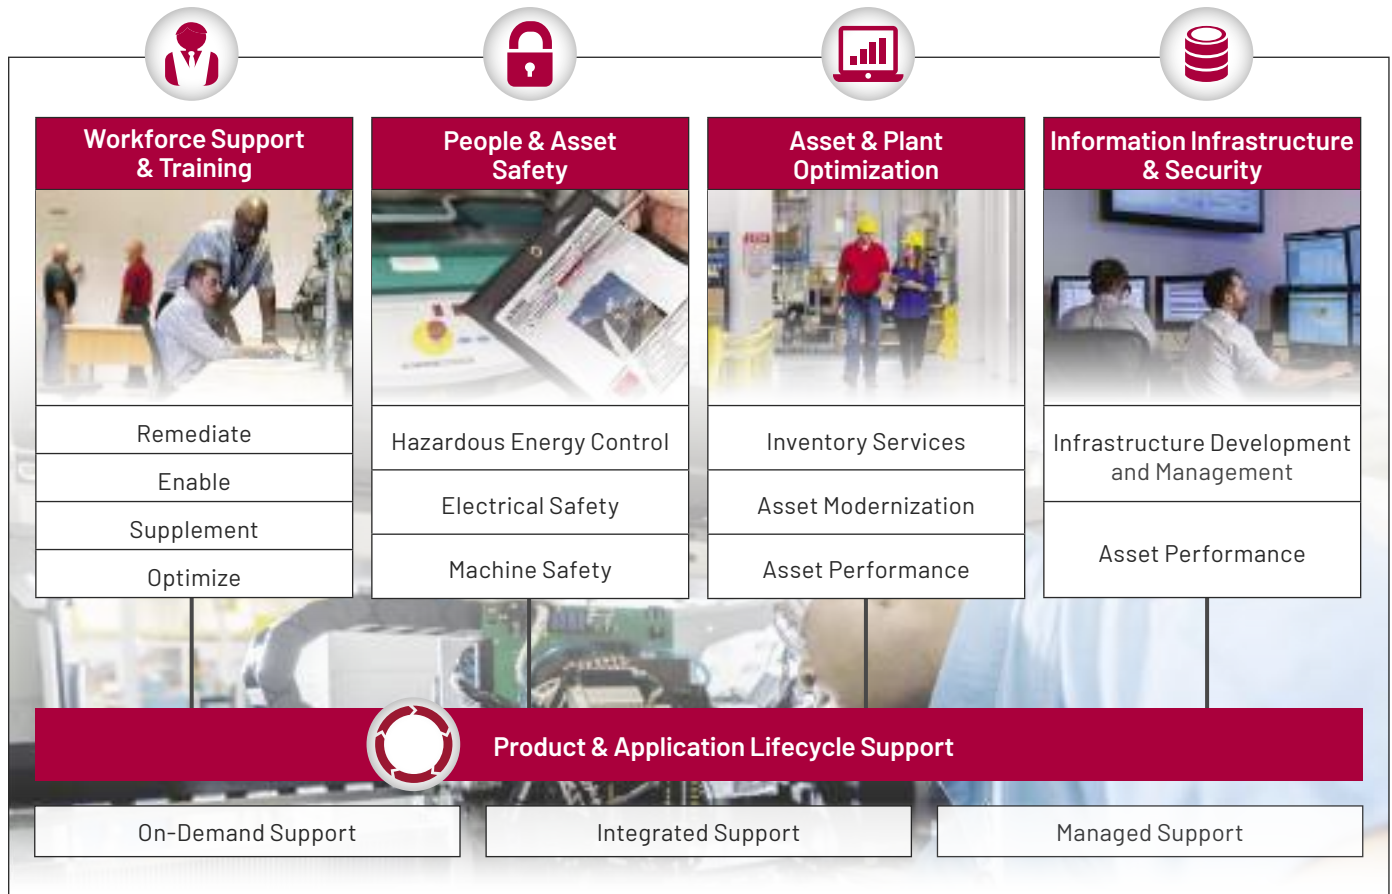 Workforce Support
& Training
Remediate
Enable
Supplement
Optimize
People & Asset
Safety
Hazardous Energy Control
Electrical Safety
Machine Safety
Asset & Plant
Optimization
Inventory Services
Asset Modernization
Asset Performance
Information Infrastructure
& Security
Infrastructure Development
and Management
Asset Performance
Product & Application Lifecycle Support
On-Demand Support
Integrated Support
Managed Support